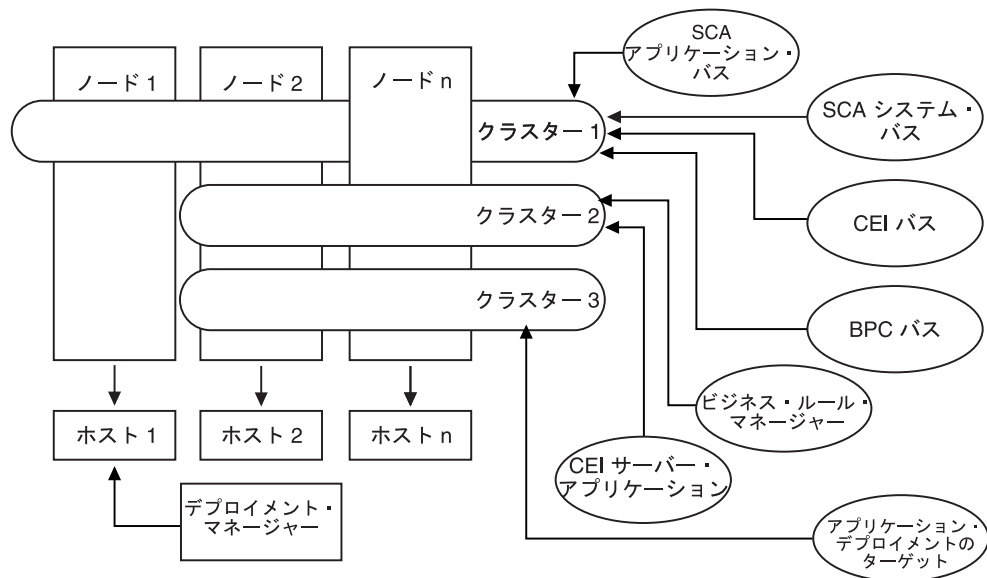 SCA
アプリケーション・
バス
ノード 1
ノード 2
ノード n
SCA システム・
バス
クラスター 1
クラスター 2
CEI バス
クラスター 3
BPC バス
ビジネス・ルール・
マネージャー
ホスト 1
ホスト 2
ホスト n
CEI サーバー・
アプリケーション
デプロイメント・
マネージャー
アプリケーション・
デプロイメントの
ターゲット